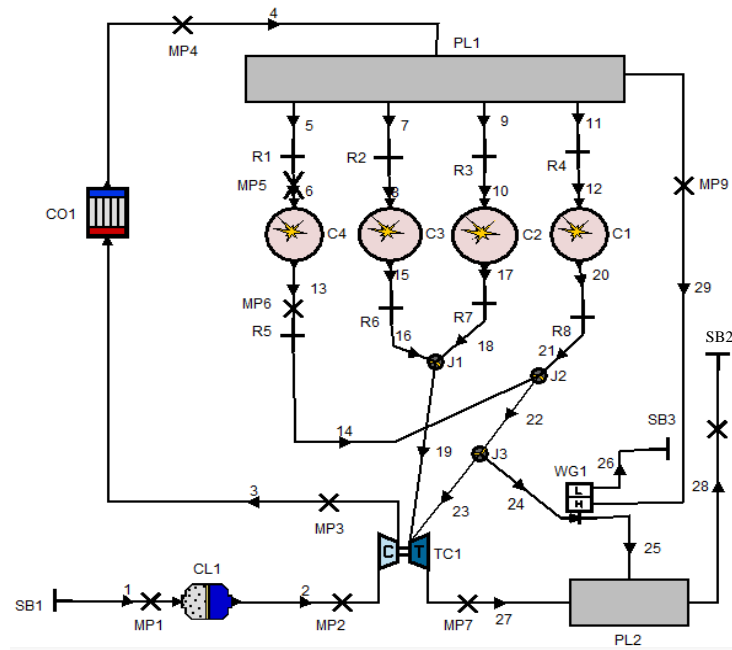 4
MP4
PL1
5
7
9
11
R1
R2
R3
R4
MP5
6
8
10
12
MP9
CO1
C4
C3
C2
C1
13
15
17
20
29
MP6
R5
R6
16
R7
18
R8
21
J1
J2
SB2
14
19
22
SB3
J3
WG1
26
L
H
3
23
24
28
MP3
C
T
TC1
25
CL1
SB1
1
2
MP1
MP2
MP7
27
PL2